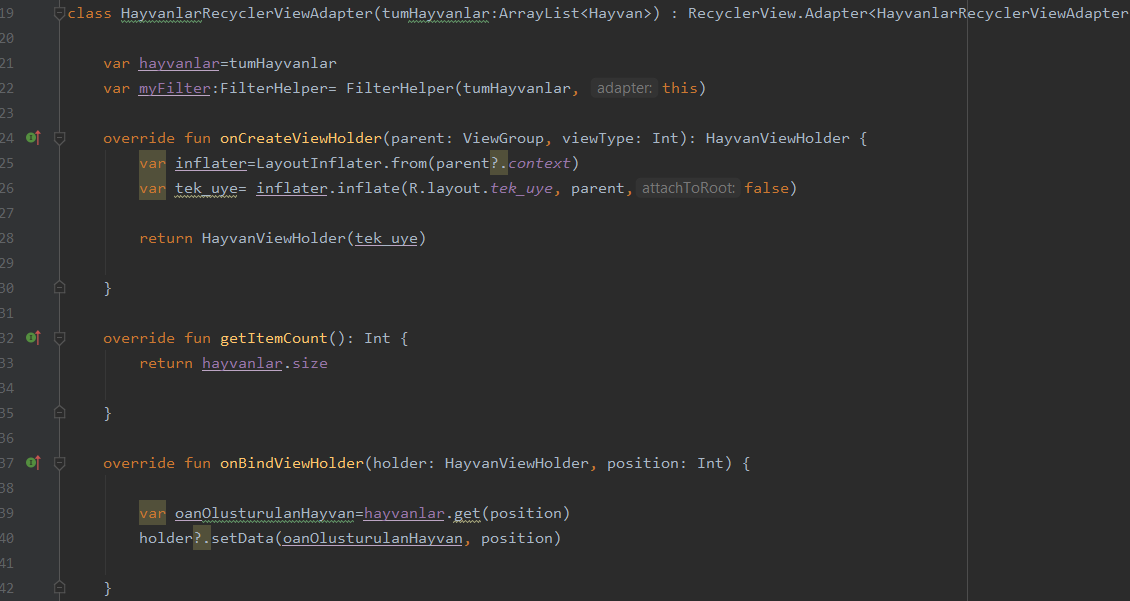 19 class HayvanlarRecyclerViewAdapter(tumHayvanlar:ArrayList<Hayvan>) : RecyclerView.Adapter<HayvanlarRecyclerViewAdapter
20
21 var hayvanlar=tumHayvanlar
22 var myFilter:FilterHelper= FilterHelper(tumHayvanlar, adapter: this)
23
24 override fun onCreateViewHolder(parent: ViewGroup, viewType: Int): HayvanViewHolder {
25 var inflater=LayoutInflater.from(parent?.context)
26 var tek_uye= inflater.inflate(R.layout.tek_uye, parent, attachToRoot: false)
27
28 return HayvanViewHolder(tek_uye)
29
30 }
31
32 override fun getItemCount(): Int {
33 return hayvanlar.size
34
35 }
36
37 override fun onBindViewHolder(holder: HayvanViewHolder, position: Int) {
38
39 var oanOlusturulanHayvan=hayvanlar.get(position)
40 holder?.setData(oanOlusturulanHayvan, position)
41
42 }